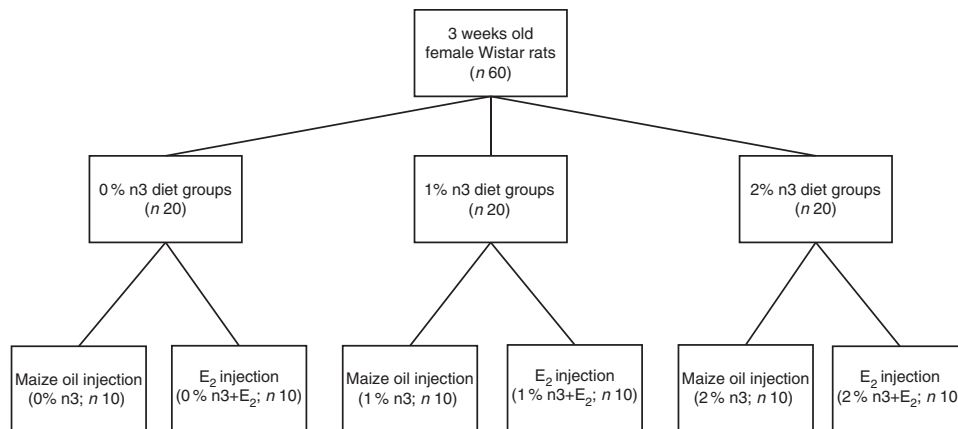 3 weeks old
female Wistar rats
(n 60)
0 % n3 diet groups
(n 20)
1% n3 diet groups
(n 20)
2% n3 diet groups
(n 20)
Maize oil injection
(0% n3; n 10)
E₂ injection
(0 % n3+E₂; n 10)
Maize oil injection
(1 % n3; n 10)
E₂ injection
(1 % n3+E₂; n 10)
Maize oil injection
(2 % n3; n 10)
E₂ injection
(2 % n3+E₂; n 10)